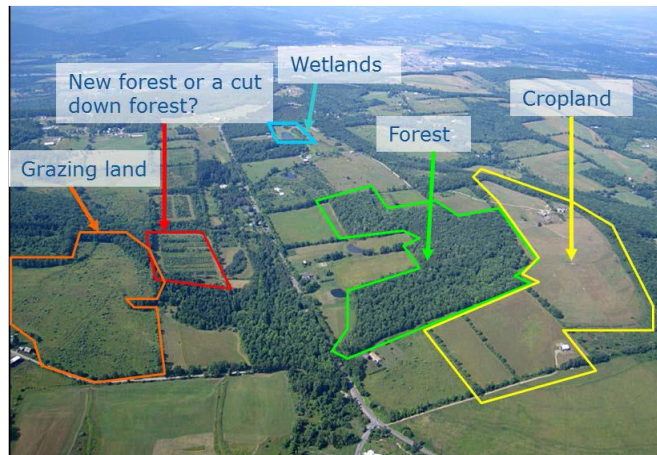 Wetlands
New forest or a cut
down forest?
Cropland
Forest
Grazing land